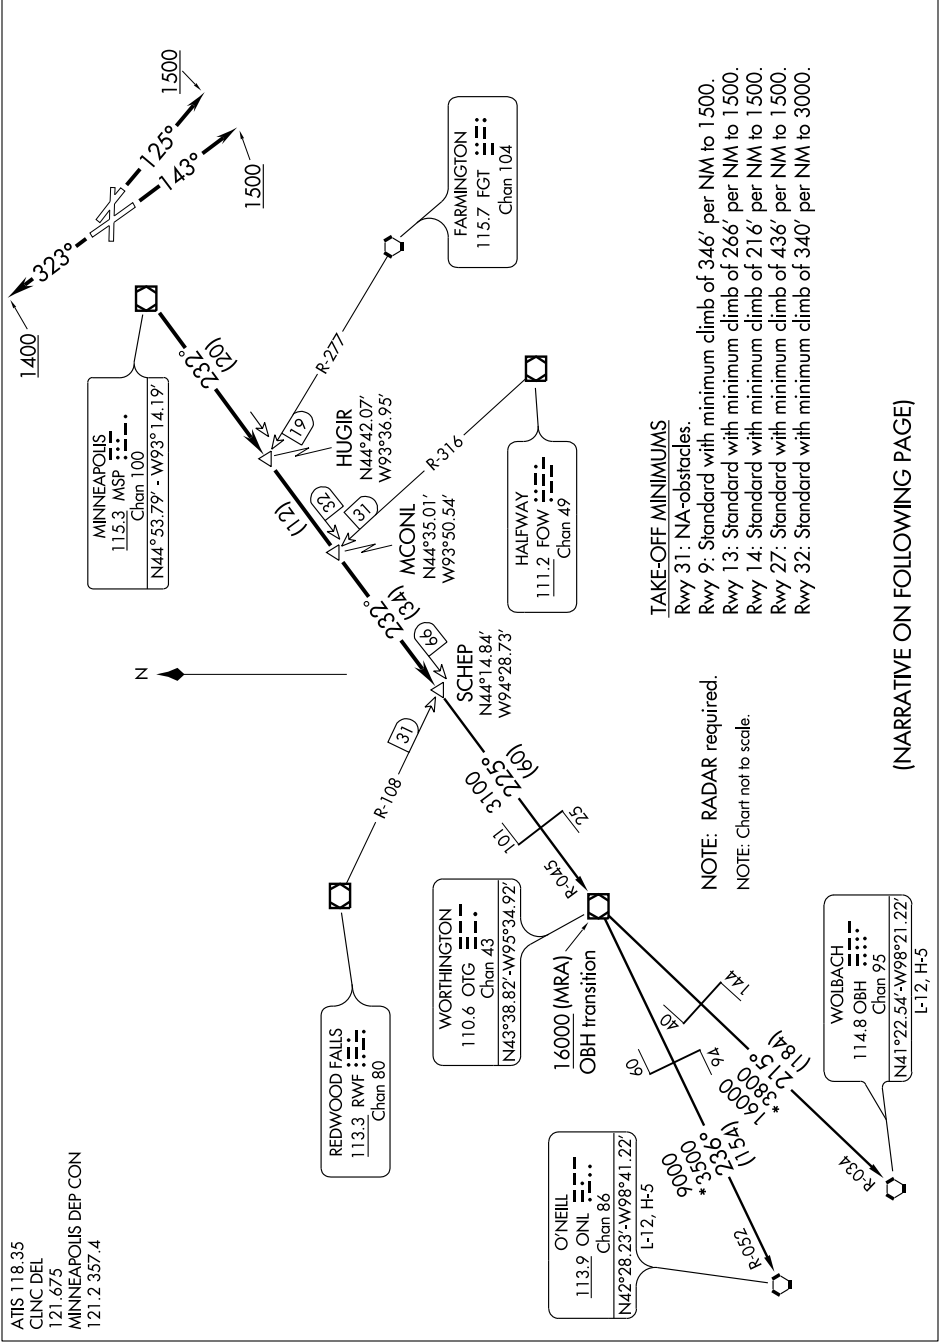 ATIS 118.35
CLNC DEL
121.675
MINNEAPOLIS DEP CON
121.2 357.4
1400
323°
125°
143°
1500
1500
MINNEAPOLIS
115.3 MSP
Chan 100
N44°53.79' - W93°14.19'
232°
(20)
R-277
FARMINGTON
115.7 FGT
Chan 104
19
HUGIR
N44°42.07'
W93°36.95'
(12)
R-316
32
31
MCONL
N44°35.01'
W93°50.54'
HALFWAY
111.2 FOW
Chan 49
232°
(34)
N
66
SCHEP
N44°14.84'
W94°28.73'
31
R-108
REDWOOD FALLS
113.3 RWF
Chan 80
3100
225°
(60)
101
25
R-045
WORTHINGTON
110.6 OTG
Chan 43
N43°38.82'-W95°34.92'
16000 (MRA)
OBH transition
60
94
40
144
9000
*3500
236°
(154)
R-052
16000
*3800
215°
(184)
R-034
O'NEILL
113.9 ONL
Chan 86
N42°28.23'-W98°41.22'
L-12, H-5
WOLBACH
114.8 OBH
Chan 95
N41°22.54'-W98°21.22'
L-12, H-5
TAKE-OFF MINIMUMS
Rwy 31: NA-obstacles.
Rwy 9: Standard with minimum climb of 346' per NM to 1500.
Rwy 13: Standard with minimum climb of 266' per NM to 1500.
Rwy 14: Standard with minimum climb of 216' per NM to 1500.
Rwy 27: Standard with minimum climb of 436' per NM to 1500.
Rwy 32: Standard with minimum climb of 340' per NM to 3000.
NOTE: RADAR required.
NOTE: Chart not to scale.
(NARRATIVE ON FOLLOWING PAGE)